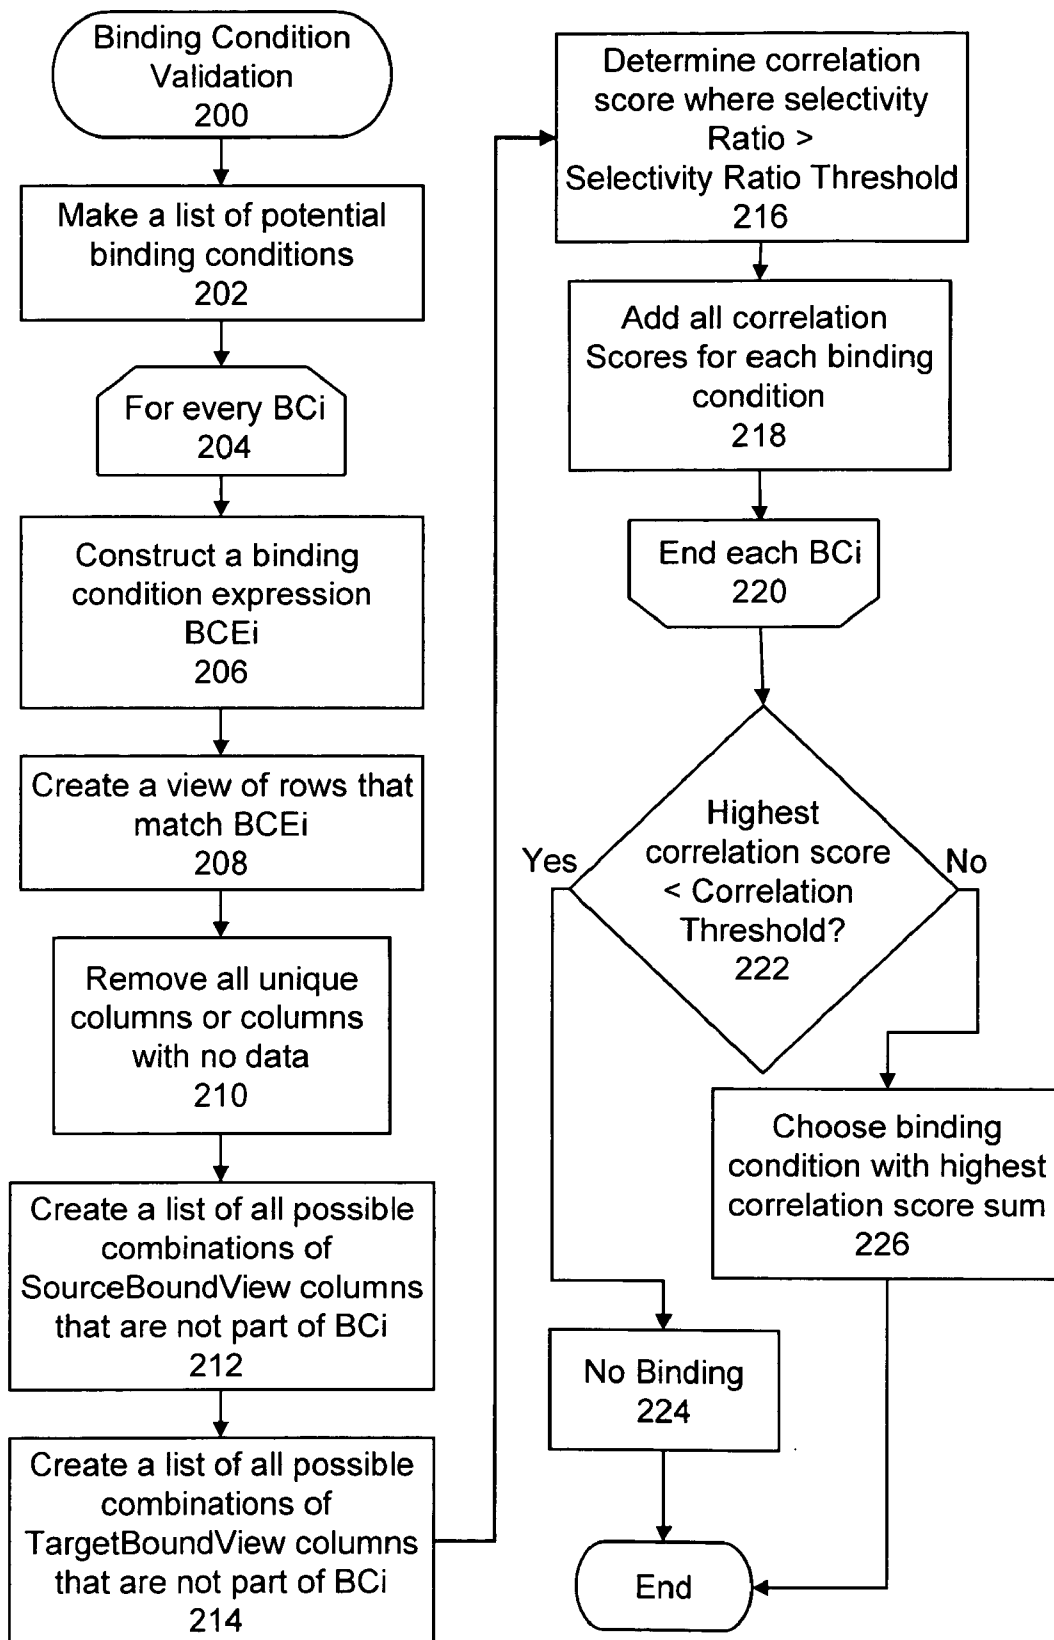 Binding Condition
Validation
200
Make a list of potential
binding conditions
202
For every BCi
204
Construct a binding
condition expression
BCEi
206
Create a view of rows that
match BCEi
208
Remove all unique
columns or columns
with no data
210
Create a list of all possible
combinations of
SourceBoundView columns
that are not part of BCi
212
Create a list of all possible
combinations of
TargetBoundView columns
that are not part of BCi
214
Determine correlation
score where selectivity
Ratio >
Selectivity Ratio Threshold
216
Add all correlation
Scores for each binding
condition
218
End each BCi
220
Highest
correlation score
< Correlation
Threshold?
222
Yes
No
No Binding
224
Choose binding
condition with highest
correlation score sum
226
End